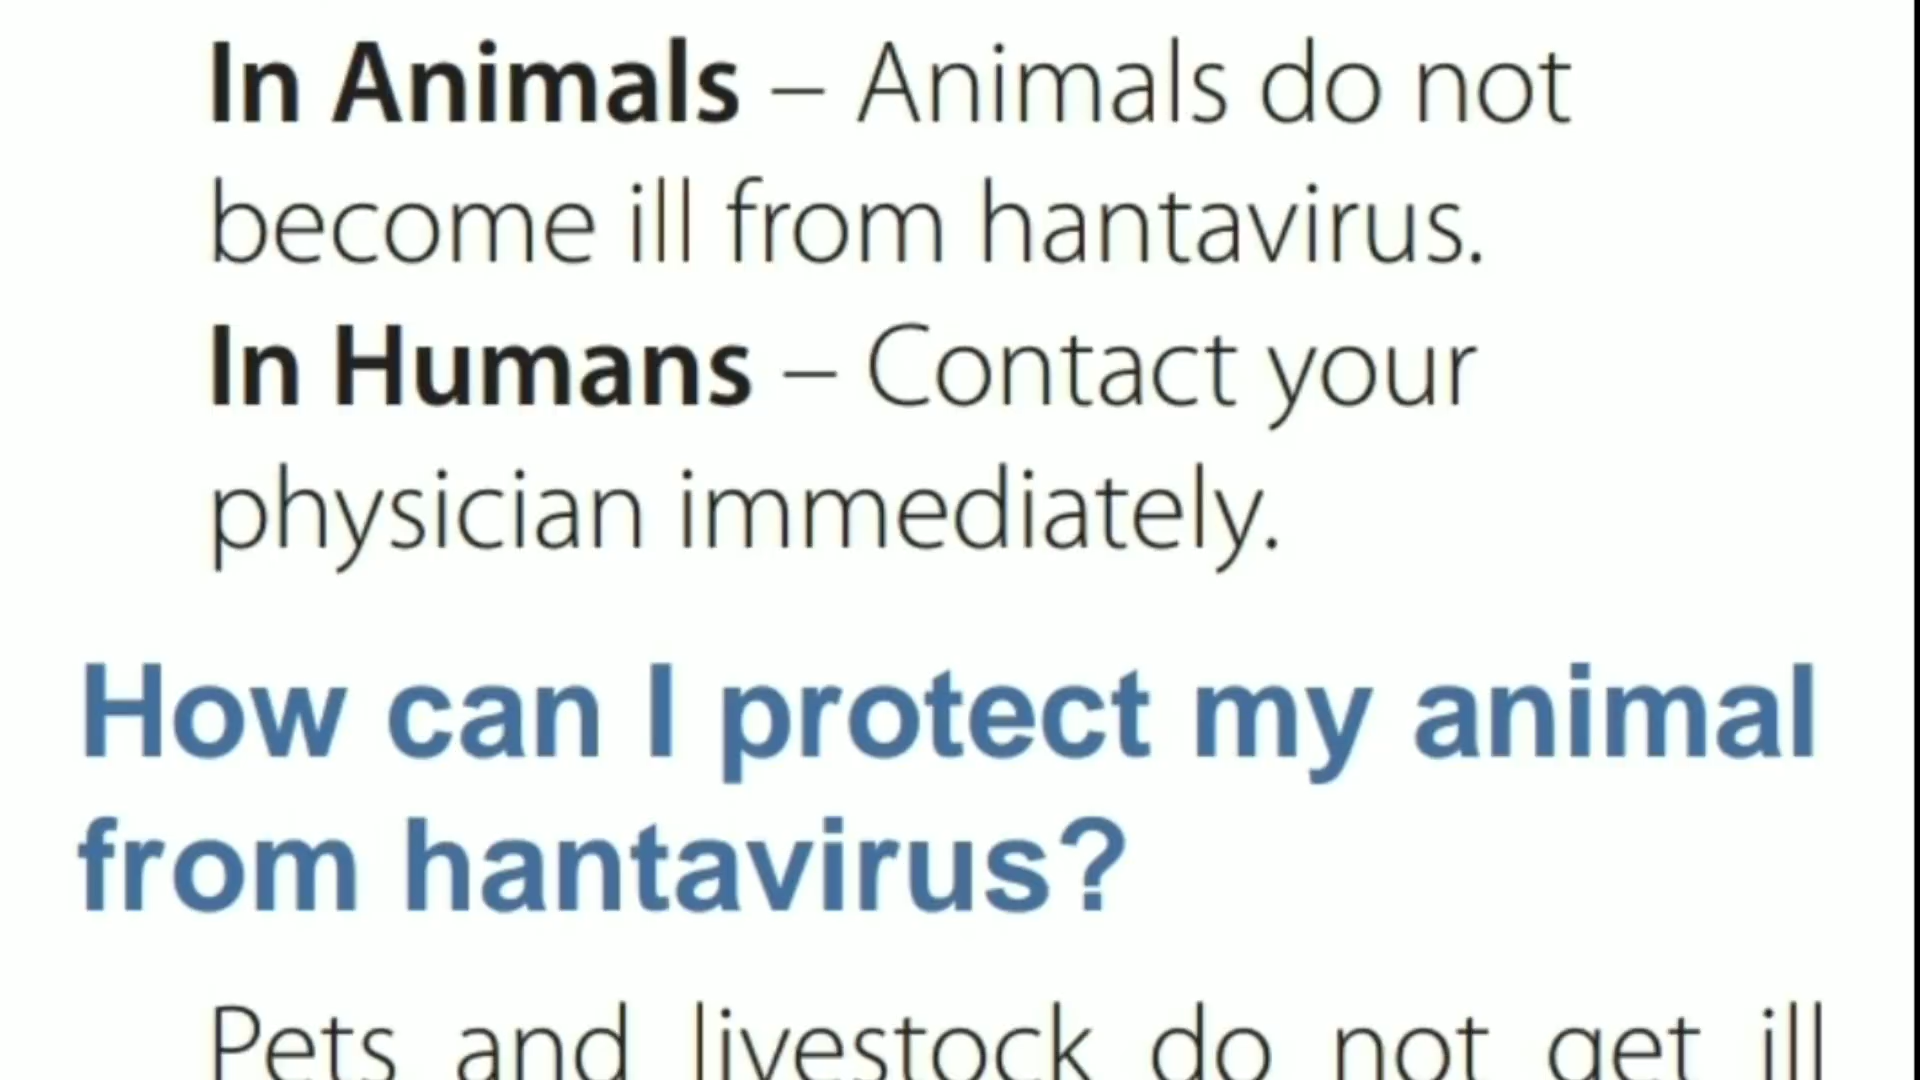 In Animals – Animals do not
become ill from hantavirus.
In Humans – Contact your
physician immediately.
How can I protect my animal
from hantavirus?
Pets and livestock do not get ill